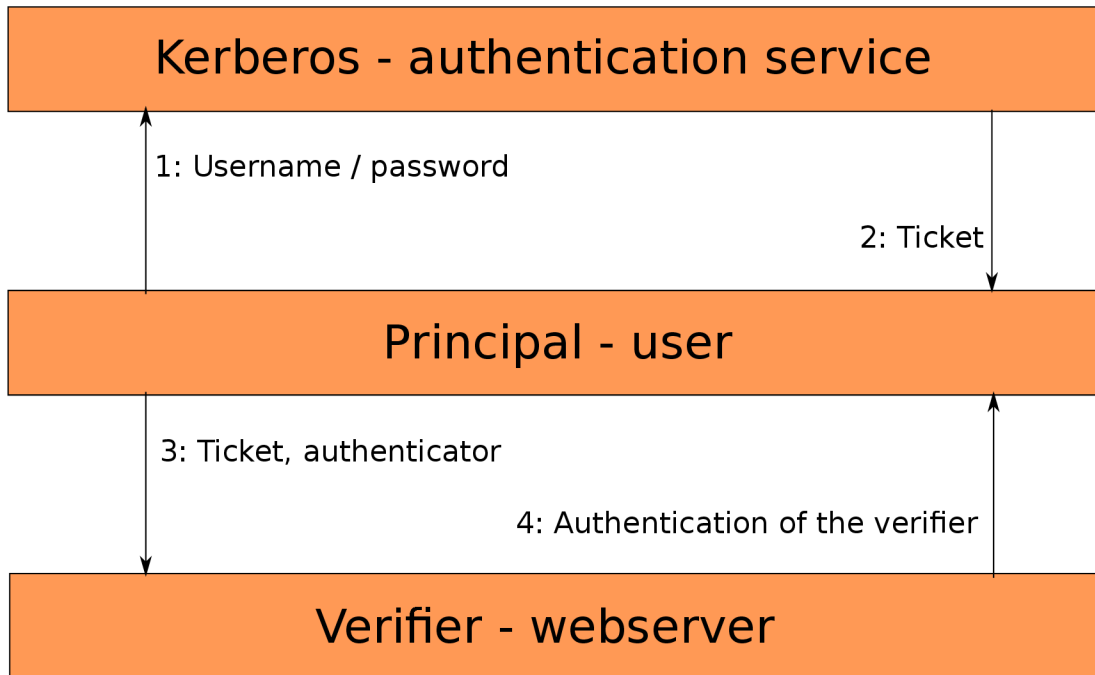 Kerberos - authentication service
1: Username / password
2: Ticket
Principal - user
3: Ticket, authenticator
4: Authentication of the verifier
Verifier - webserver